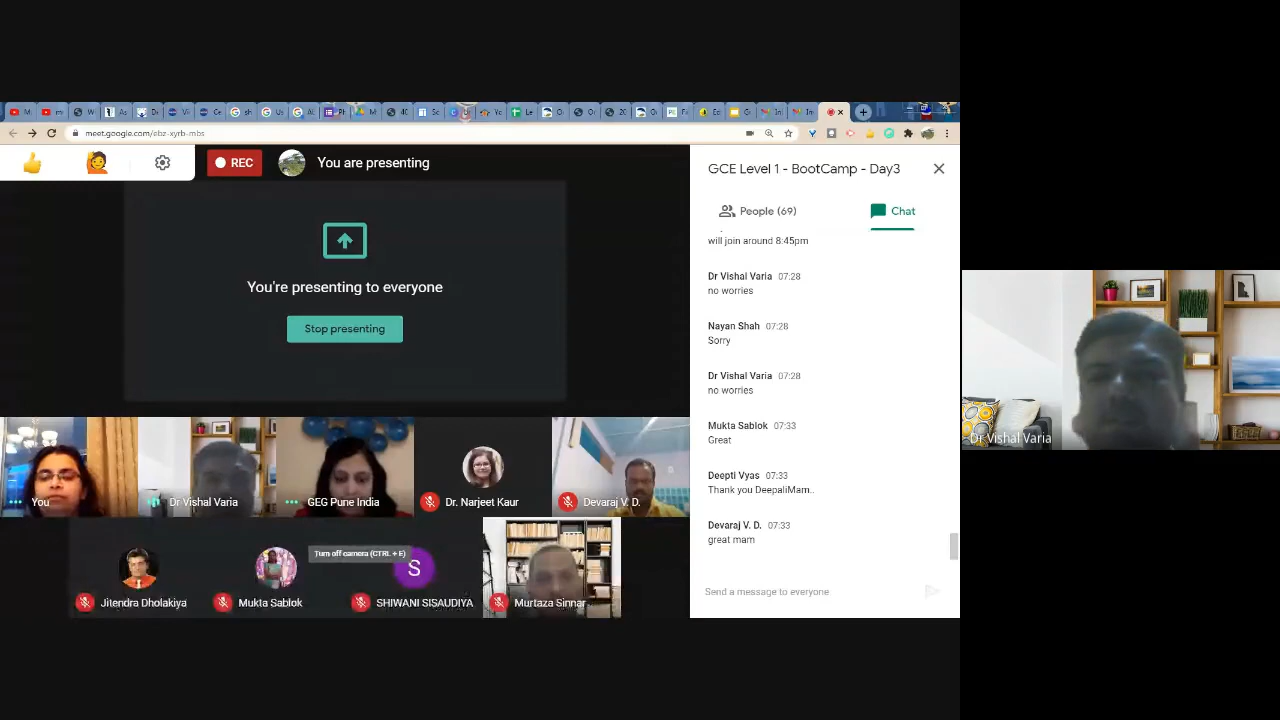 meet.google.com/ebz-xyrb-mbs
REC
You are presenting
You're presenting to everyone
Stop presenting
GCE Level 1 - BootCamp - Day3
People (69)
Chat
will join around 8:45pm
Dr Vishal Varia 07:28
no worries
Nayan Shah 07:28
Sorry
Dr Vishal Varia 07:28
no worries
Mukta Sablok 07:33
Great
Deepti Vyas 07:33
Thank you DeepaliMam..
Devaraj V. D. 07:33
great mam
Send a message to everyone
You
Dr Vishal Varia
GEG Pune India
Dr. Narjeet Kaur
Devaraj V. D.
Turn off camera (CTRL + E)
S
Jitendra Dholakiya
Mukta Sablok
SHIWANI SISAUDIYA
Murtaza Sinnar
Dr Vishal Varia